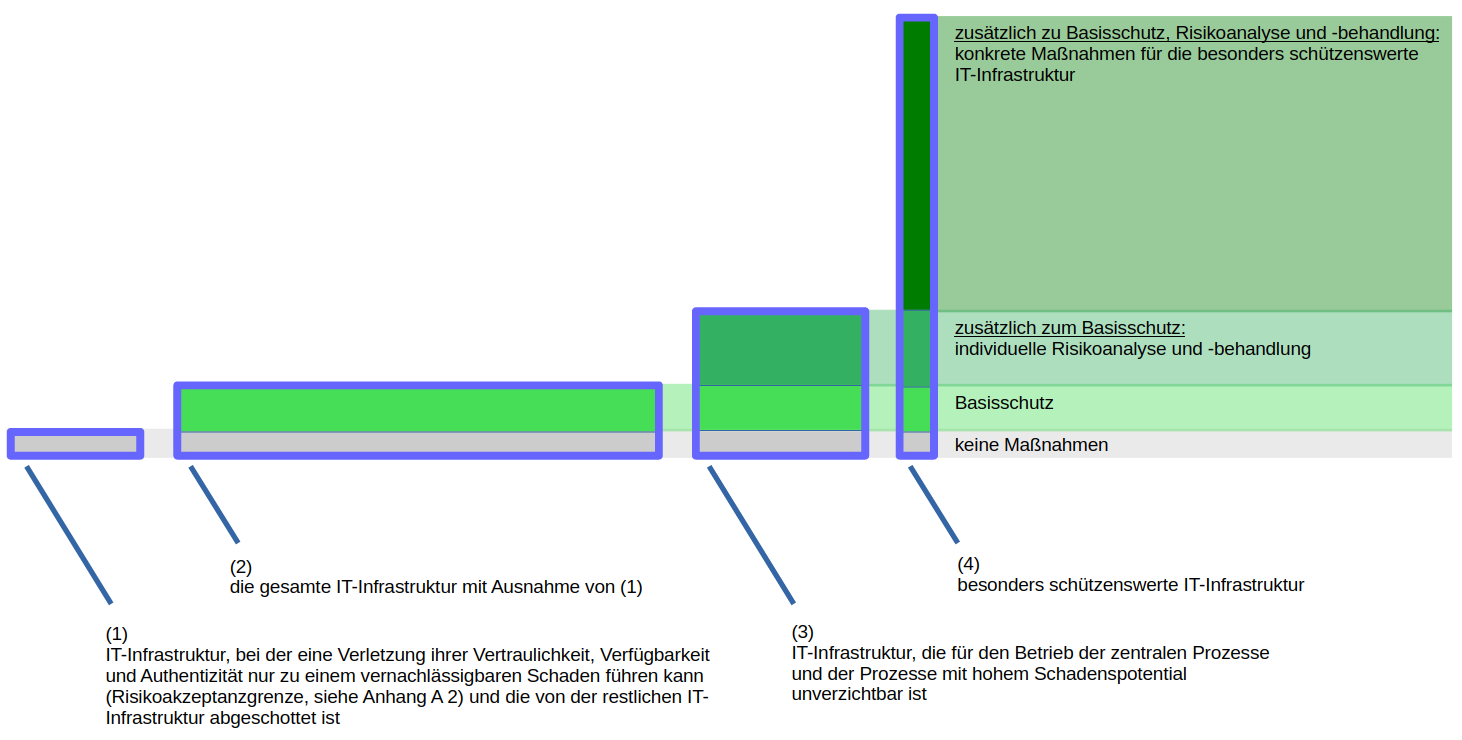 zusätzlich zu Basisschutz, Risikoanalyse und -behandlung:
konkrete Maßnahmen für die besonders schützenswerte
IT-Infrastruktur
zusätzlich zum Basisschutz:
individuelle Risikoanalyse und -behandlung
Basisschutz
keine Maßnahmen
(1)
IT-Infrastruktur, bei der eine Verletzung ihrer Vertraulichkeit, Verfügbarkeit
und Authentizität nur zu einem vernachlässigbaren Schaden führen kann
(Risikoakzeptanzgrenze, siehe Anhang A 2) und die von der restlichen IT-
Infrastruktur abgeschottet ist
(2)
die gesamte IT-Infrastruktur mit Ausnahme von (1)
(3)
IT-Infrastruktur, die für den Betrieb der zentralen Prozesse
und der Prozesse mit hohem Schadenspotential
unverzichtbar ist
(4)
besonders schützenswerte IT-Infrastruktur